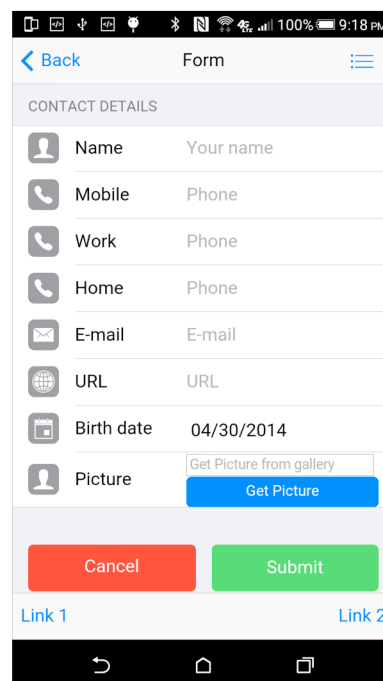 100% 9:18 PM
Back Form
CONTACT DETAILS
Name Your name
Mobile Phone
Work Phone
Home Phone
E-mail E-mail
URL URL
Birth date 04/30/2014
Get Picture from gallery
Picture
Get Picture
Cancel Submit
Link 1 Link 2